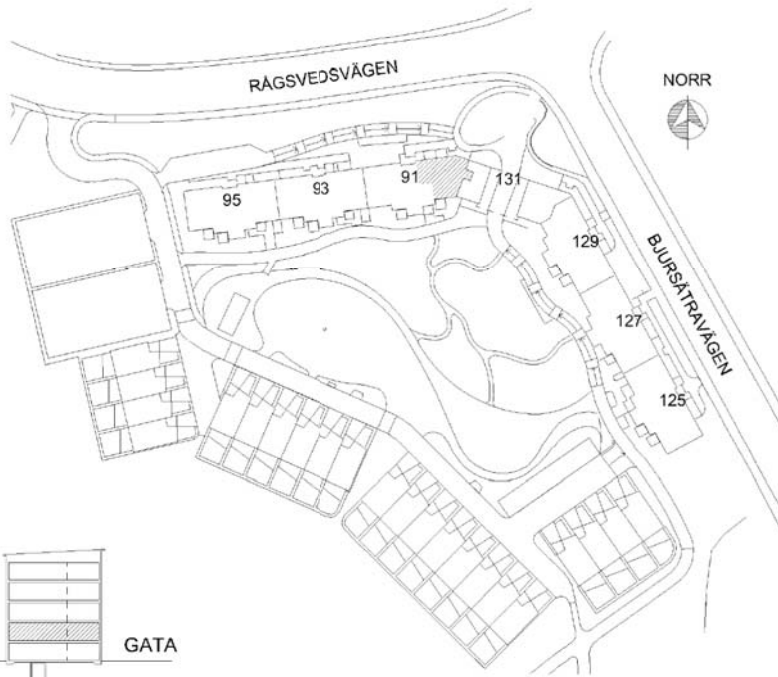 RÅGSVEDSVÄGEN
NORR
91
131
93
95
129
BJURSÄTRAVÄGEN
127
125
GATA